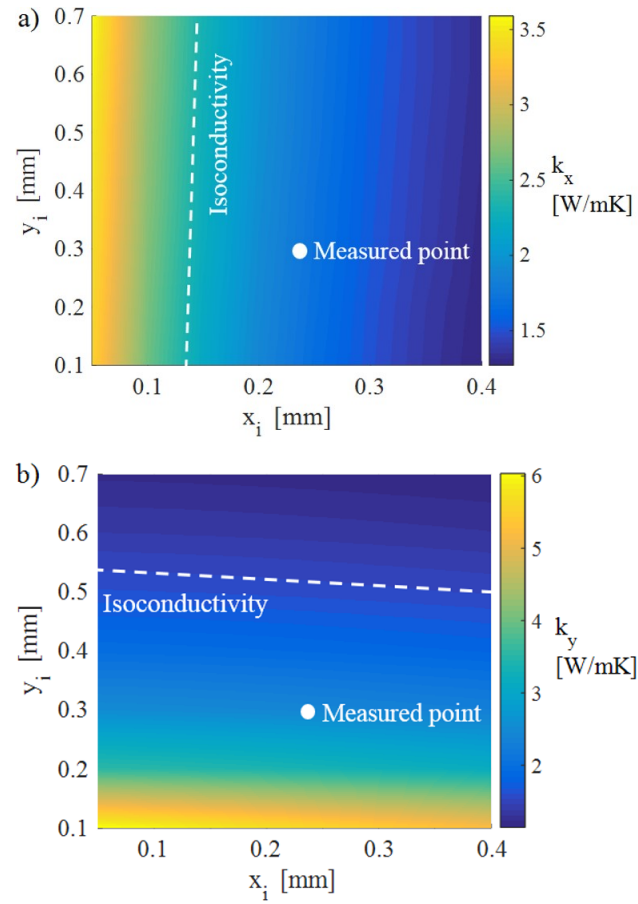 a)
0.7
0.6
0.5
0.4
0.3
0.2
0.1
y_i [mm]
Isoconductivity
Measured point
0.1
0.2
0.3
0.4
x_i [mm]
3.5
3
2.5
2
1.5
k_x
[W/mK]
b)
0.7
0.6
0.5
0.4
0.3
0.2
0.1
y_i [mm]
Isoconductivity
Measured point
0.1
0.2
0.3
0.4
x_i [mm]
6
5
4
3
2
k_y
[W/mK]